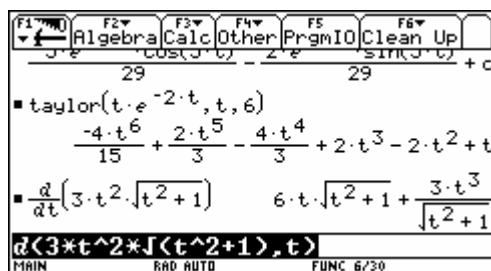 F1 F2 F3 F4 F5 F6
Algebra Calc Other PrgmIO Clean Up
29 - 29 + c
▪taylor(t·e^-2·t,t,6)
-4·t^6/15 + 2·t^5/3 - 4·t^4/3 + 2·t^3 - 2·t^2 + t
▪d/dt(3·t^2·√(t^2+1)) 6·t·√(t^2+1) + 3·t^3/√(t^2+1)
d(3*t^2*√(t^2+1),t)
MAIN RAD AUTO FUNC 6/30